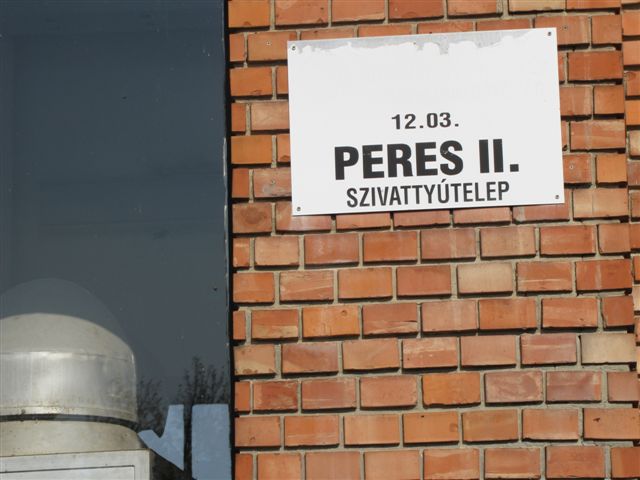 12.03.
PERES II.
SZIVATTYÚTELEP